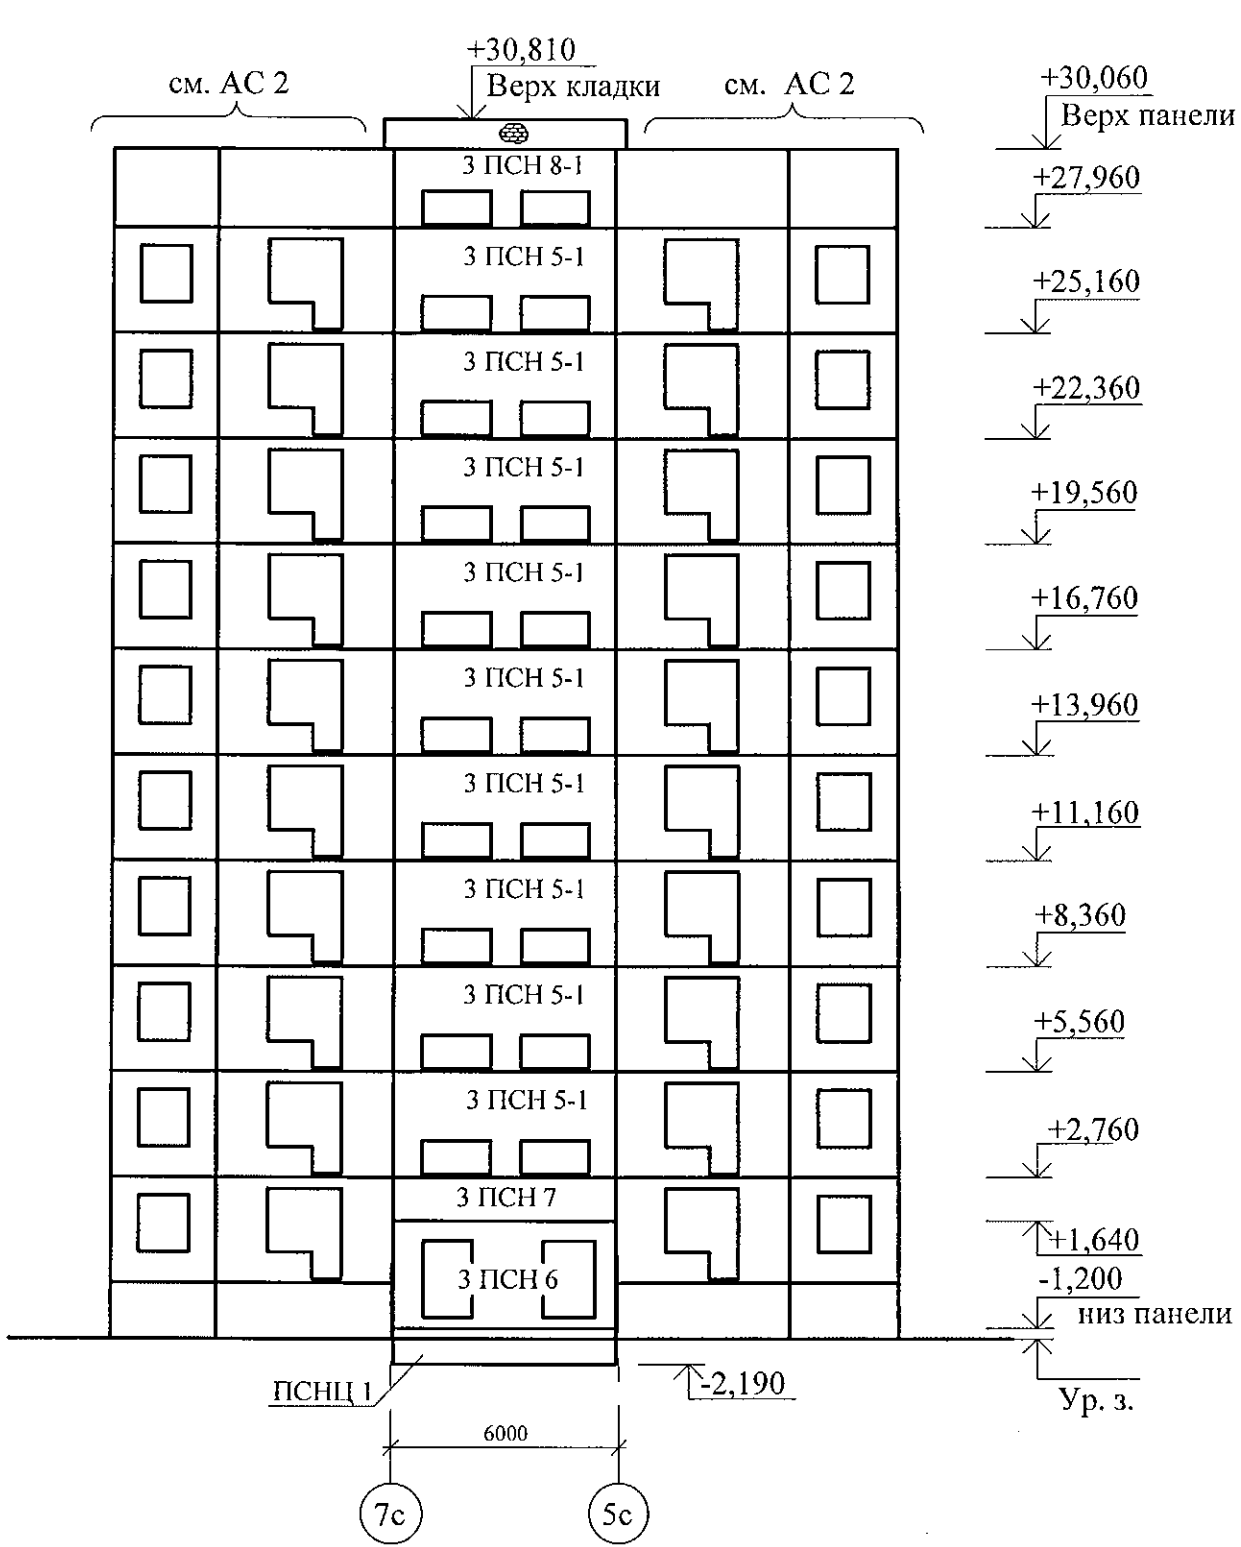 +30,810
Верх кладки
см. АС 2
см. АС 2
+30,060
Верх панели
3 ПСН 8-1
+27,960
3 ПСН 5-1
+25,160
3 ПСН 5-1
+22,360
3 ПСН 5-1
+19,560
3 ПСН 5-1
+16,760
3 ПСН 5-1
+13,960
3 ПСН 5-1
+11,160
3 ПСН 5-1
+8,360
3 ПСН 5-1
+5,560
3 ПСН 5-1
+2,760
3 ПСН 7
+1,640
3 ПСН 6
-1,200
низ панели
ПСНЦ 1
-2,190
Ур. з.
6000
7с
5с